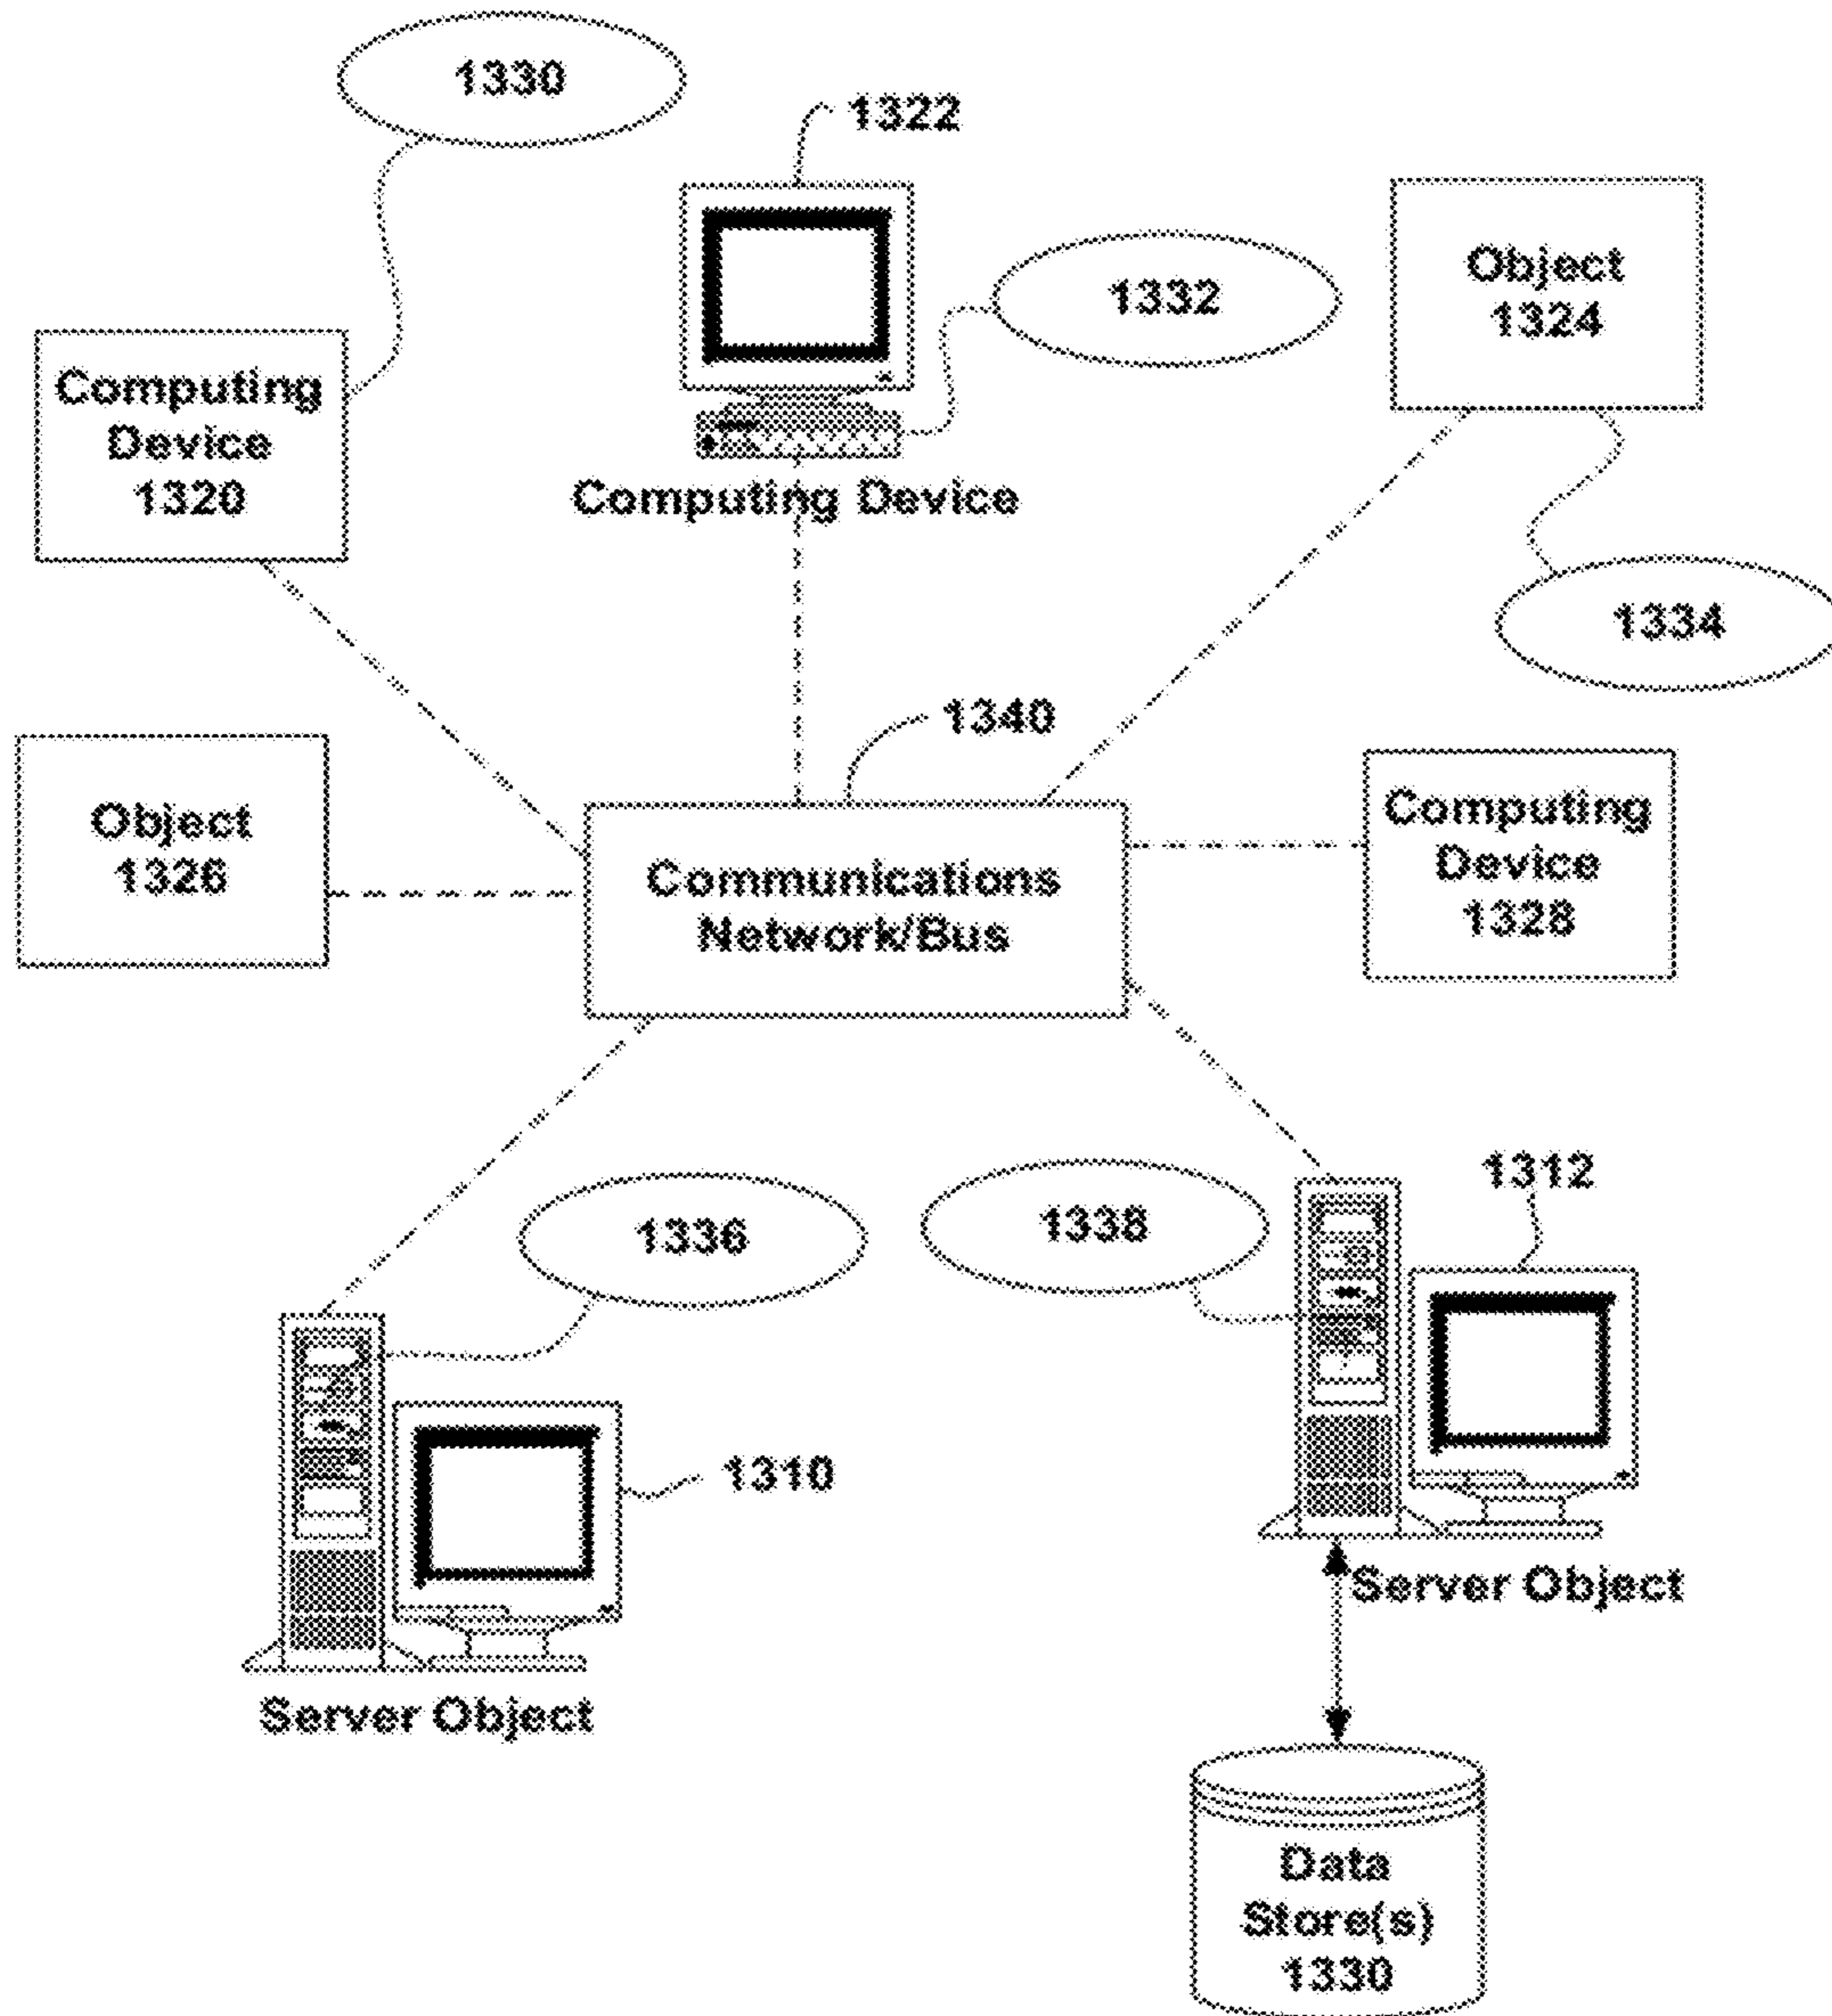 1330
1322
Object
1324
1332
Computing
Device
1320
Computing Device
1334
1340
Object
1326
Communications
Network/Bus
Computing
Device
1328
1336
1338
1312
1310
Server Object
Server Object
Data
Store(s)
1330